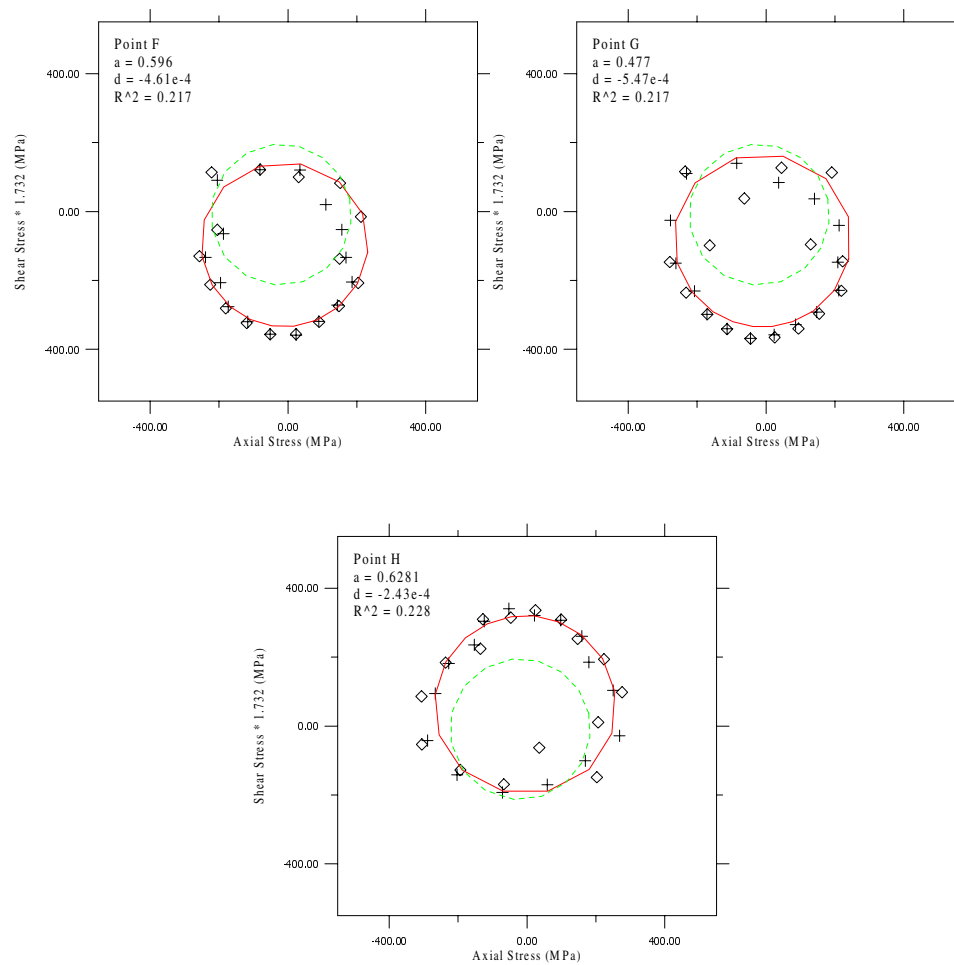 Point F
a = 0.596
d = -4.61e-4
R^2 = 0.217
400.00
0.00
-400.00
Shear Stress * 1.732 (MPa)
-400.00
0.00
400.00
Axial Stress (MPa)
Point G
a = 0.477
d = -5.47e-4
R^2 = 0.217
400.00
0.00
-400.00
Shear Stress * 1.732 (MPa)
-400.00
0.00
400.00
Axial Stress (MPa)
Point H
a = 0.6281
d = -2.43e-4
R^2 = 0.228
400.00
0.00
-400.00
Shear Stress * 1.732 (MPa)
-400.00
0.00
400.00
Axial Stress (MPa)